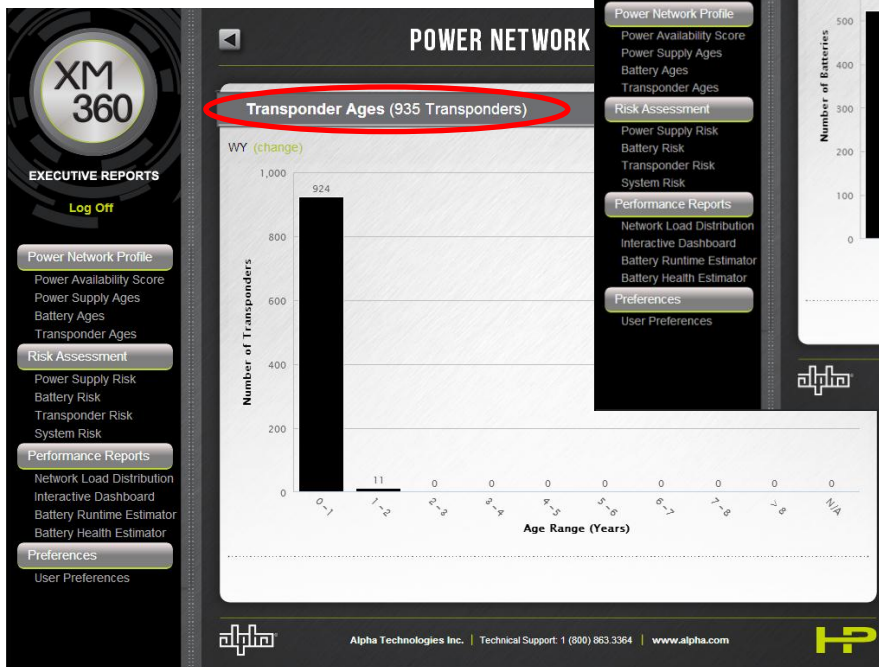 XM
360
EXECUTIVE REPORTS
Log Off
Power Network Profile
Power Availability Score
Power Supply Ages
Battery Ages
Transponder Ages
Risk Assessment
Power Supply Risk
Battery Risk
Transponder Risk
System Risk
Performance Reports
Network Load Distribution
Interactive Dashboard
Battery Runtime Estimator
Battery Health Estimator
Preferences
User Preferences
POWER NETWORK
Transponder Ages (935 Transponders)
WY (change)
Number of Transponders
1,000
800
600
400
200
0
924
11
0
0
0
0
0
0
0
0
0 - 1
1 - 2
2 - 3
3 - 4
4 - 5
5 - 6
6 - 7
7 - 8
> 8
N/A
Age Range (Years)
alpha
Alpha Technologies Inc. | Technical Support: 1 (800) 863.3364 | www.alpha.com
HP
Power Network Profile
Power Availability Score
Power Supply Ages
Battery Ages
Transponder Ages
Risk Assessment
Power Supply Risk
Battery Risk
Transponder Risk
System Risk
Performance Reports
Network Load Distribution
Interactive Dashboard
Battery Runtime Estimator
Battery Health Estimator
Preferences
User Preferences
Number of Batteries
500
400
300
200
100
0
alpha